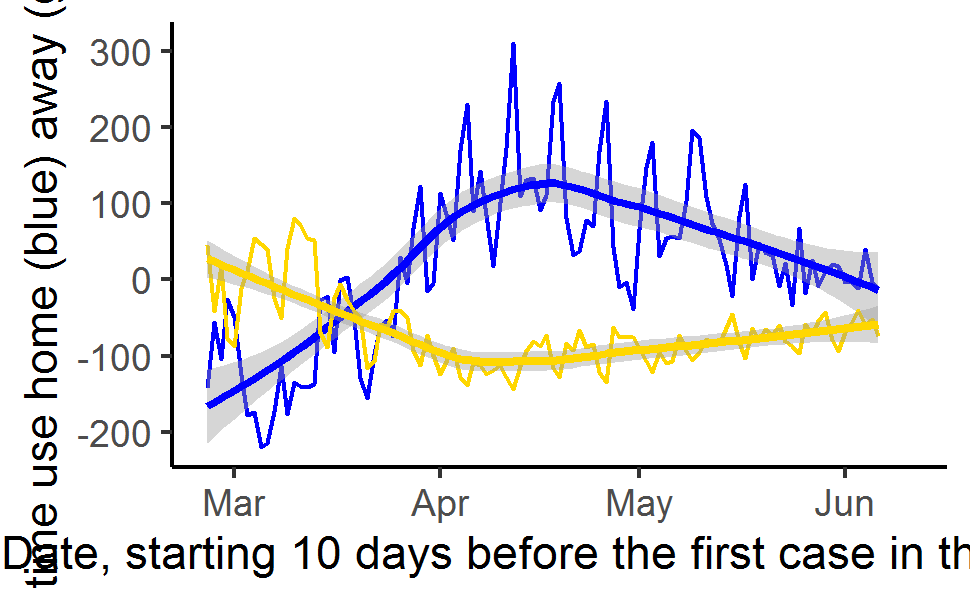 time use home (blue) away (
300
200
100
0
-100
-200
Mar Apr May Jun
Date, starting 10 days before the first case in th